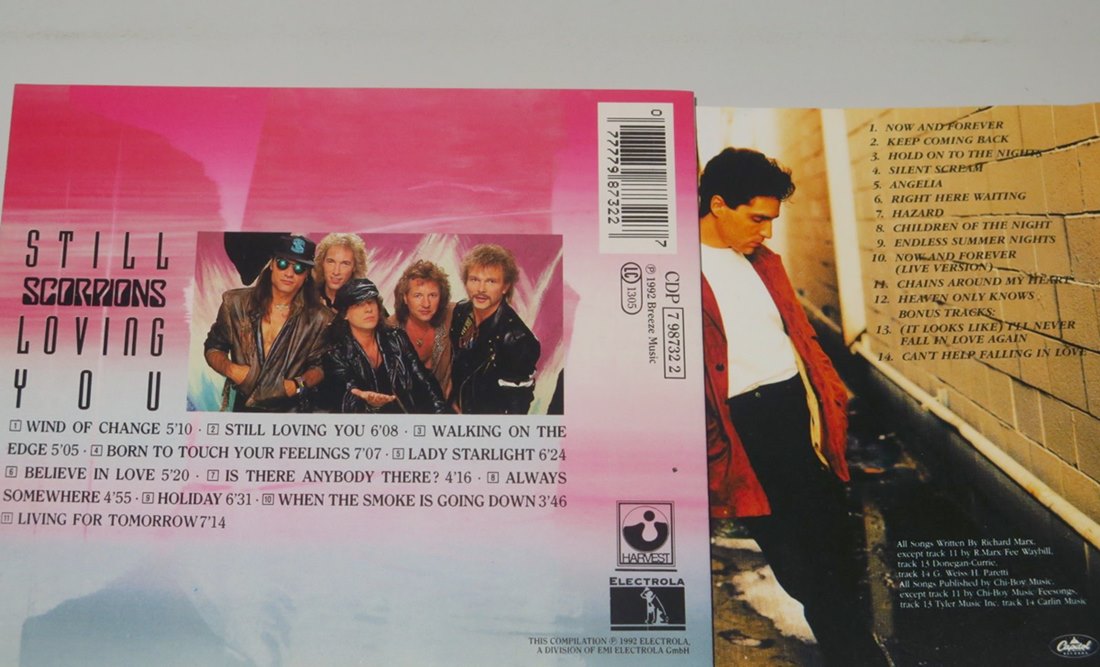 STILL
SCORPIONS
LOVING
YOU
1 WIND OF CHANGE 5'10 · 2 STILL LOVING YOU 6'08 · 3 WALKING ON THE
EDGE 5'05 · 4 BORN TO TOUCH YOUR FEELINGS 7'07 · 5 LADY STARLIGHT 6'24
6 BELIEVE IN LOVE 5'20 · 7 IS THERE ANYBODY THERE? 4'16 · 8 ALWAYS
SOMEWHERE 4'55 · 9 HOLIDAY 6'31 · 10 WHEN THE SMOKE IS GOING DOWN 3'46
11 LIVING FOR TOMORROW 7'14
0 77779 87322 7
CDP 7 98732 2
℗ 1992 Breeze Music
LC 1305
HARVEST
ELECTROLA
THIS COMPILATION ℗ 1992 ELECTROLA,
A DIVISION OF EMI ELECTROLA GmbH
1. NOW AND FOREVER
2. KEEP COMING BACK
3. HOLD ON TO THE NIGHTS
4. SILENT SCREAM
5. ANGELIA
6. RIGHT HERE WAITING
7. HAZARD
8. CHILDREN OF THE NIGHT
9. ENDLESS SUMMER NIGHTS
10. NOW AND FOREVER
(LIVE VERSION)
11. CHAINS AROUND MY HEART
12. HEAVEN ONLY KNOWS
BONUS TRACKS:
13. (IT LOOKS LIKE) I'LL NEVER
FALL IN LOVE AGAIN
14. CAN'T HELP FALLING IN LOVE
All Songs Written By Richard Marx,
except track 11 by R.Marx Fee Waybill,
track 13 Donegan-Currie,
track 14 G. Weiss-H. Paretti
All Songs Published by Chi-Boy Music,
except track 11 by Chi-Boy Music Feesongs,
track 13 Tyler Music Inc. track 14 Carlin Music
Capitol
RECORDS